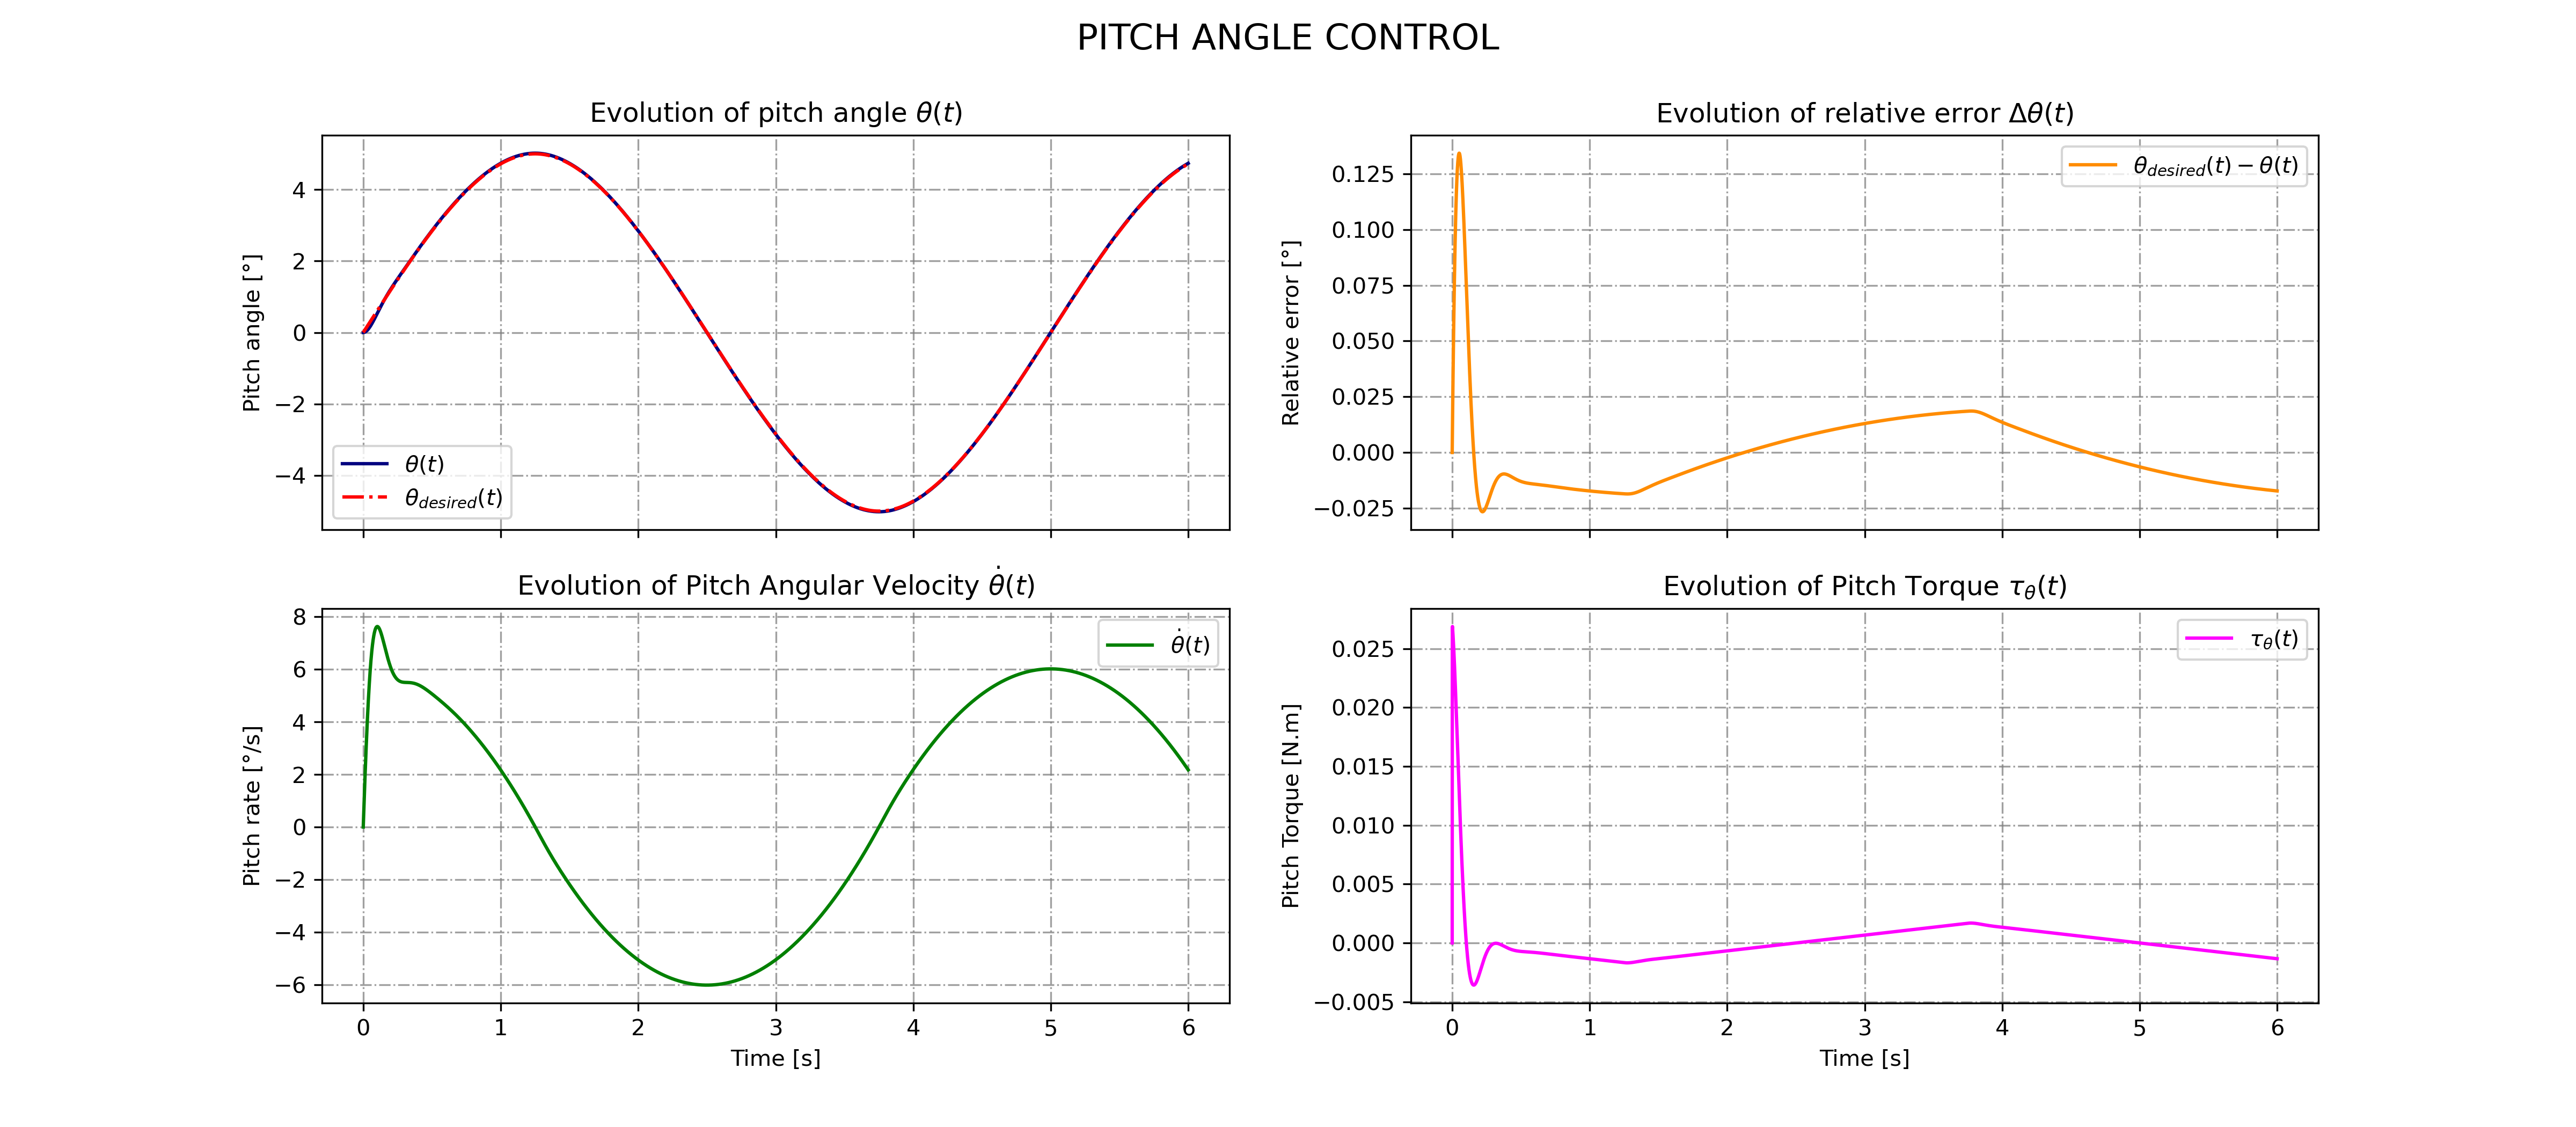 PITCH ANGLE CONTROL
Evolution of pitch angle θ(t)
Pitch angle [°]
4
2
0
−2
−4
θ(t)
θdesired(t)
Evolution of relative error Δθ(t)
Relative error [°]
0.125
0.100
0.075
0.050
0.025
0.000
−0.025
θdesired(t) − θ(t)
Evolution of Pitch Angular Velocity θ̇(t)
Pitch rate [°/s]
8
6
4
2
0
−2
−4
−6
θ̇(t)
0 1 2 3 4 5 6
Time [s]
Evolution of Pitch Torque τθ(t)
Pitch Torque [N.m]
0.025
0.020
0.015
0.010
0.005
0.000
−0.005
τθ(t)
0 1 2 3 4 5 6
Time [s]